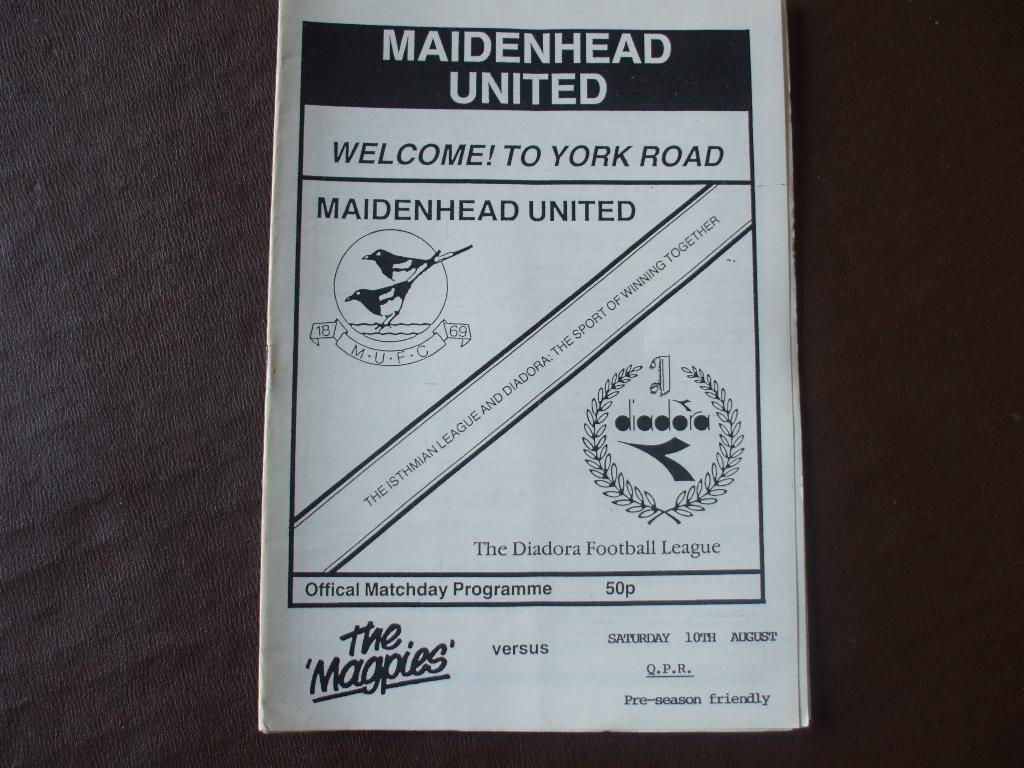 MAIDENHEAD
UNITED
WELCOME! TO YORK ROAD
MAIDENHEAD UNITED
18 69
M·U·F·C
THE ISTHMIAN LEAGUE AND DIADORA: THE SPORT OF WINNING TOGETHER
diadora
The Diadora Football League
Offical Matchday Programme 50p
The
'Magpies'
versus
SATURDAY 10TH AUGUST
Q.P.R.
Pre-season friendly